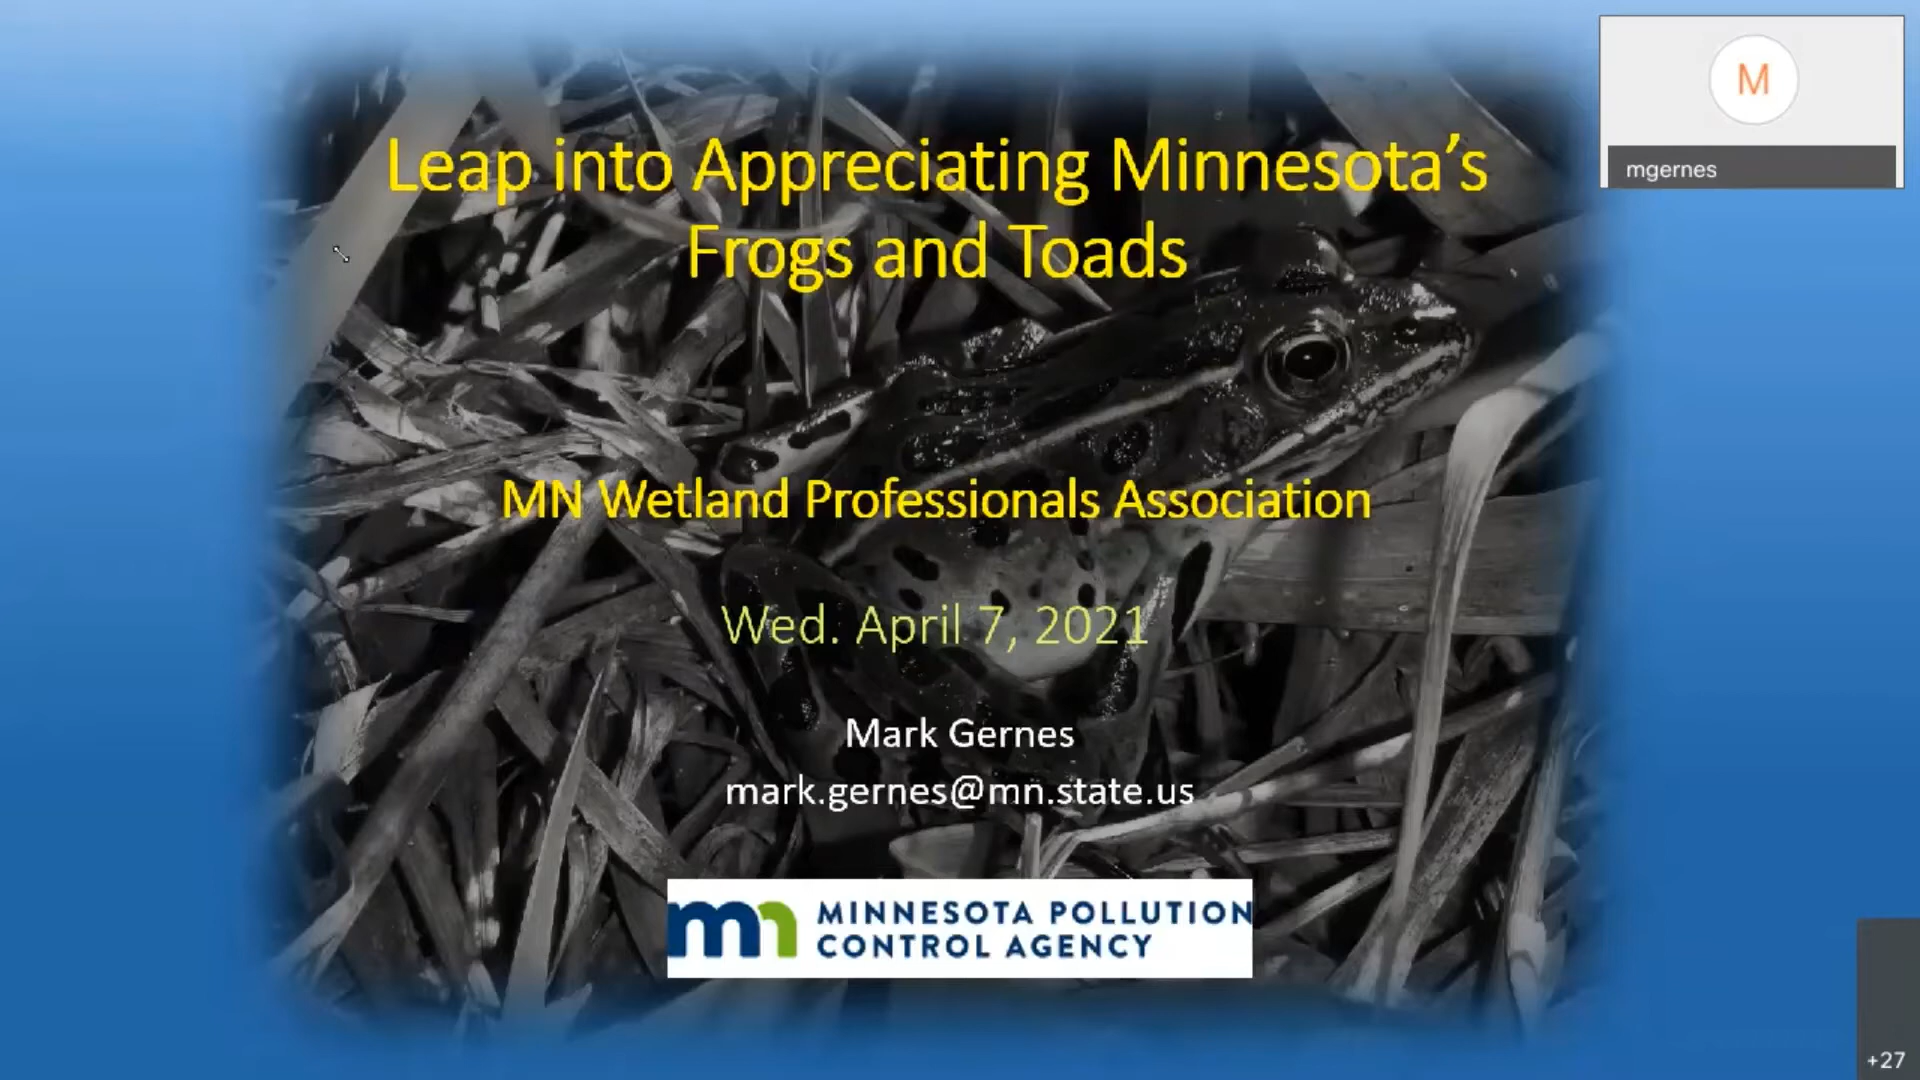 Leap into Appreciating Minnesota's
Frogs and Toads
MN Wetland Professionals Association
Wed. April 7, 2021
Mark Gernes
mark.gernes@mn.state.us
mn MINNESOTA POLLUTION
CONTROL AGENCY
M
mgernes
+27